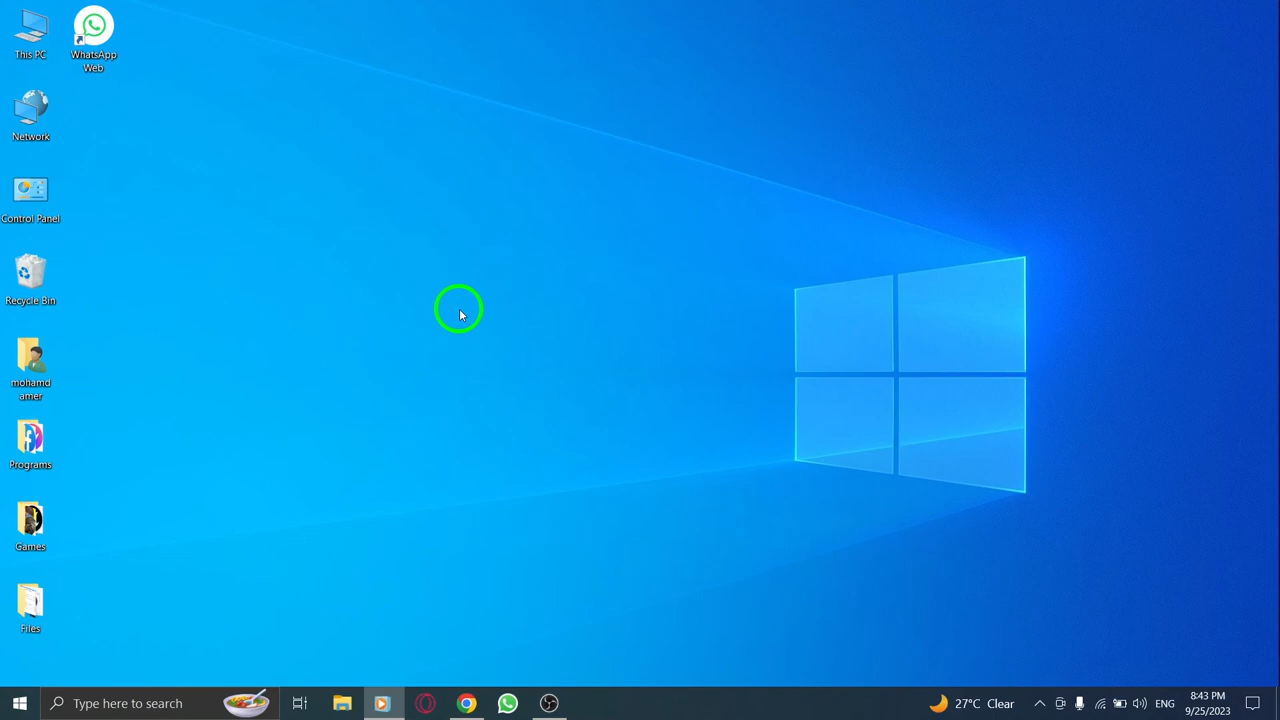 This PC
WhatsApp
Web
Network
Control Panel
Recycle Bin
mohamd
amer
Programs
Games
Files
Type here to search
27°C Clear
ENG
8:43 PM
9/25/2023